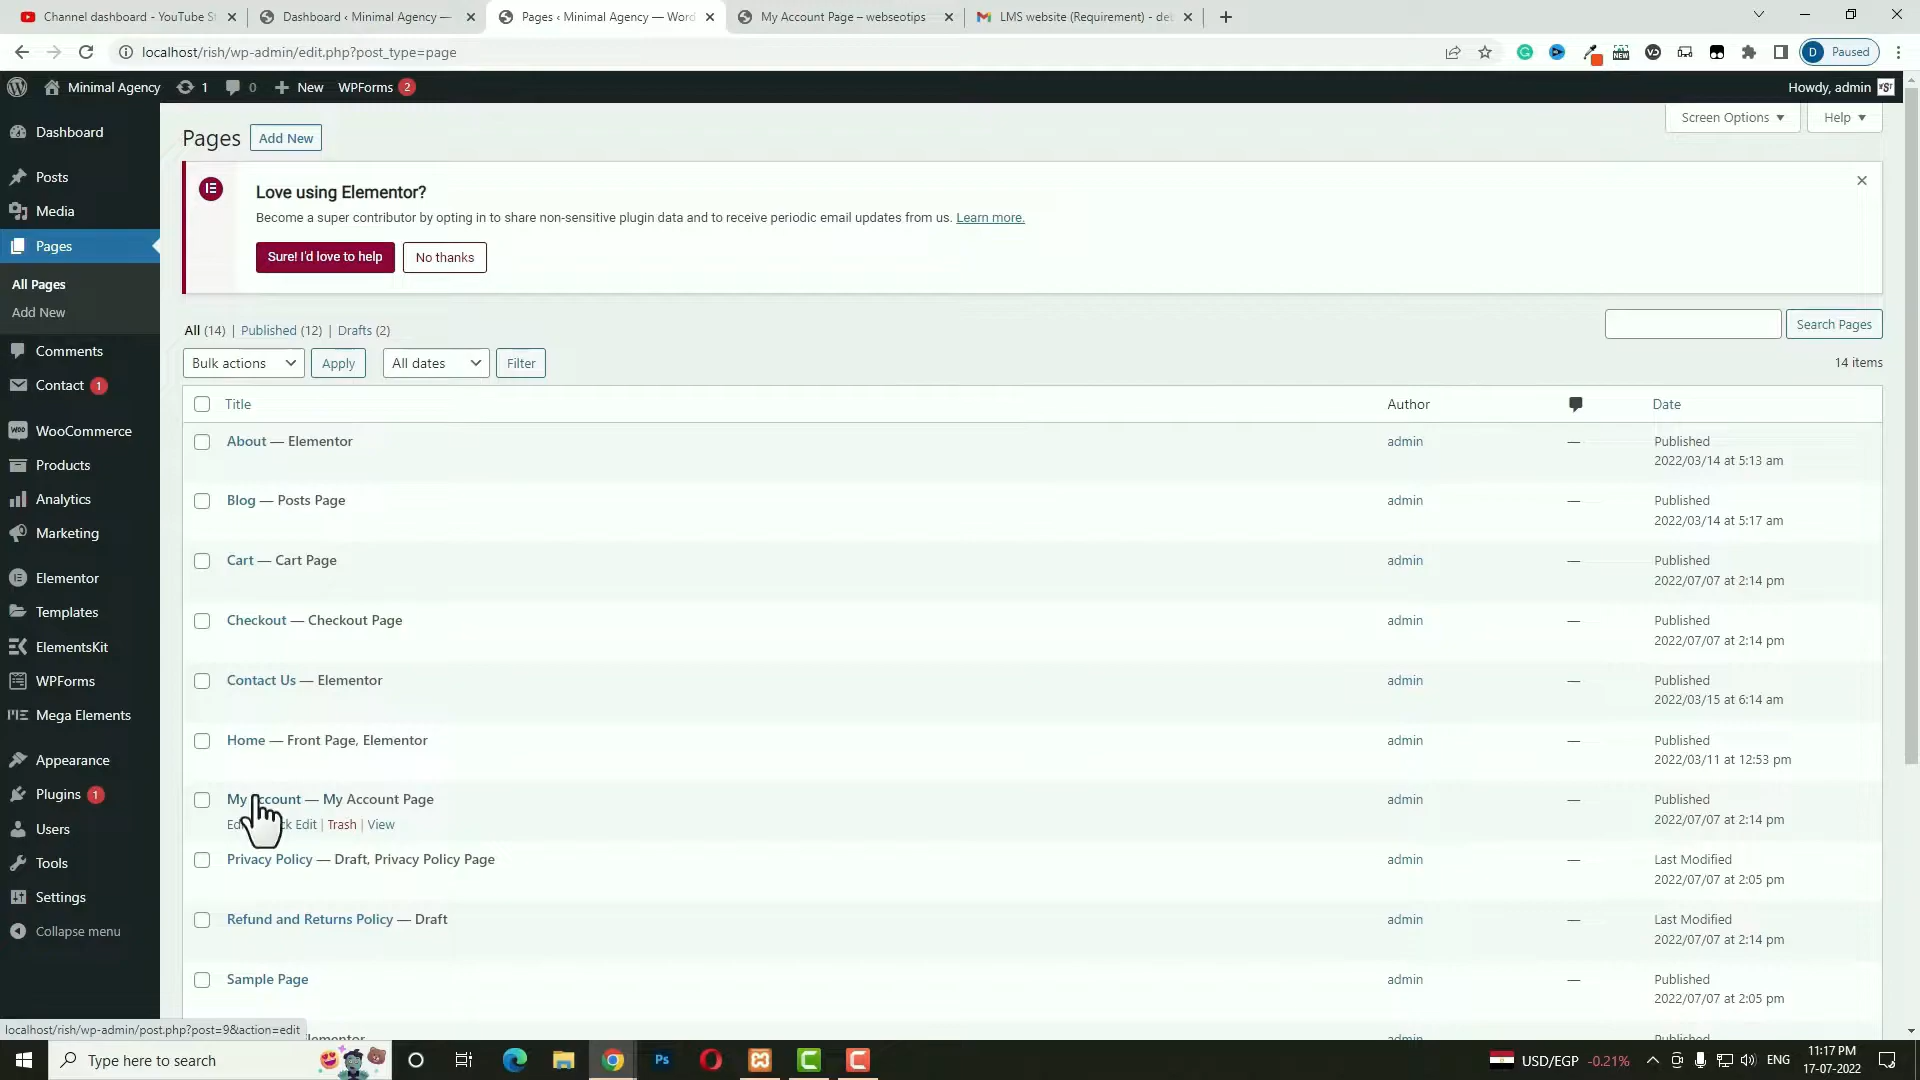 Channel dashboard - YouTube St
Dashboard ‹ Minimal Agency —
Pages ‹ Minimal Agency — Word
My Account Page – webseotips
LMS website (Requirement) - de
localhost/rish/wp-admin/edit.php?post_type=page
NEW
D Paused
Minimal Agency 1 0 New WPForms 2
Howdy, admin
Dashboard
Posts
Media
Pages
All Pages
Add New
Comments
Contact 1
WooCommerce
Products
Analytics
Marketing
Elementor
Templates
ElementsKit
WPForms
Mega Elements
Appearance
Plugins 1
Users
Tools
Settings
Collapse menu
Pages Add New
Screen Options Help
Love using Elementor?
Become a super contributor by opting in to share non-sensitive plugin data and to receive periodic email updates from us. Learn more.
Sure! I'd love to help No thanks
All (14) | Published (12) | Drafts (2)
Search Pages
Bulk actions Apply All dates Filter
14 items
Title Author Date
About — Elementor admin — Published
2022/03/14 at 5:13 am
Blog — Posts Page admin — Published
2022/03/14 at 5:17 am
Cart — Cart Page admin — Published
2022/07/07 at 2:14 pm
Checkout — Checkout Page admin — Published
2022/07/07 at 2:14 pm
Contact Us — Elementor admin — Published
2022/03/15 at 6:14 am
Home — Front Page, Elementor admin — Published
2022/03/11 at 12:53 pm
My Account — My Account Page admin — Published
Edit | Trash | View 2022/07/07 at 2:14 pm
Privacy Policy — Draft, Privacy Policy Page admin — Last Modified
2022/07/07 at 2:05 pm
Refund and Returns Policy — Draft admin — Last Modified
2022/07/07 at 2:14 pm
Sample Page admin — Published
2022/07/07 at 2:05 pm
localhost/rish/wp-admin/post.php?post=9&action=edit
Type here to search
Ps
USD/EGP -0.21%
ENG
11:17 PM
17-07-2022